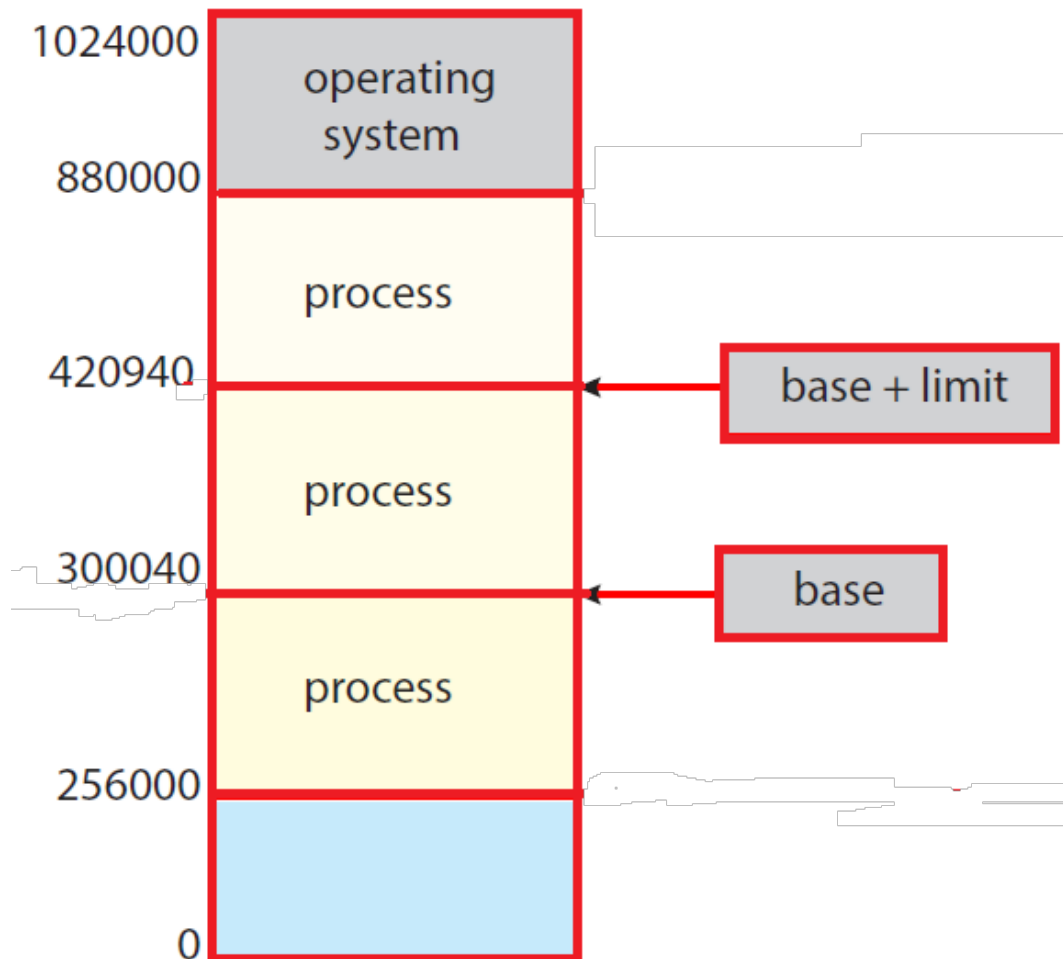 1024000
operating
system
880000
process
420940
base + limit
process
300040
base
process
256000
0